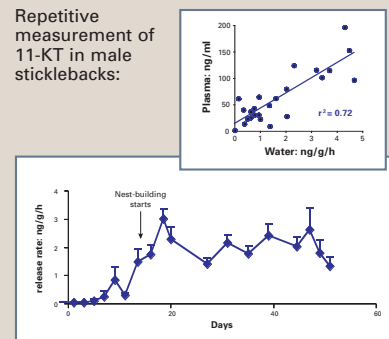 Repetitive
measurement of
11-KT in male
sticklebacks:
Plasma: ng/ml
200
150
100
50
0
r² = 0.72
0 1 2 3 4 5
Water: ng/g/h
release rate: ng/g/h
4
3
2
1
0
Nest-building
starts
0 20 40 60
Days